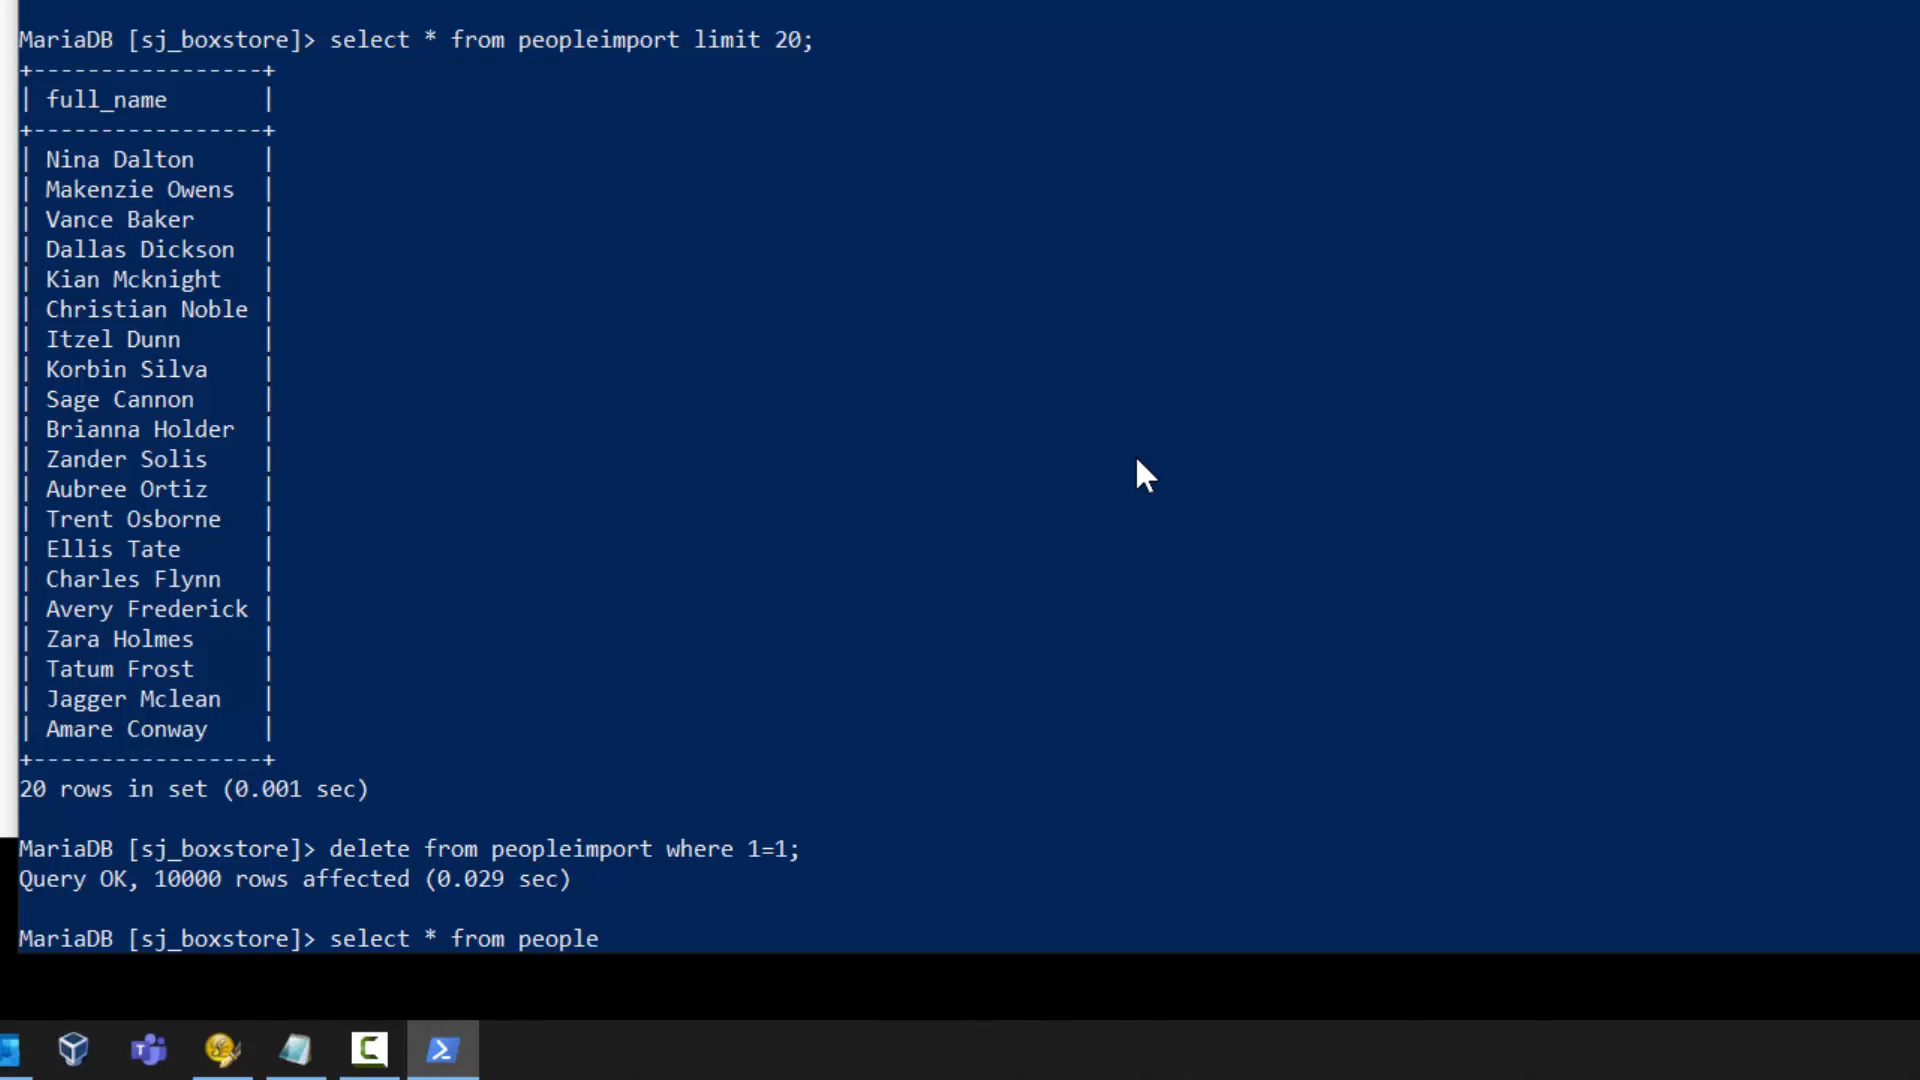 MariaDB [sj_boxstore]> select * from peopleimport limit 20;
+-----------------+
| full_name       |
+-----------------+
| Nina Dalton     |
| Makenzie Owens  |
| Vance Baker     |
| Dallas Dickson  |
| Kian Mcknight   |
| Christian Noble |
| Itzel Dunn      |
| Korbin Silva    |
| Sage Cannon     |
| Brianna Holder  |
| Zander Solis    |
| Aubree Ortiz    |
| Trent Osborne   |
| Ellis Tate      |
| Charles Flynn   |
| Avery Frederick |
| Zara Holmes     |
| Tatum Frost     |
| Jagger Mclean   |
| Amare Conway    |
+-----------------+
20 rows in set (0.001 sec)
MariaDB [sj_boxstore]> delete from peopleimport where 1=1;
Query OK, 10000 rows affected (0.029 sec)
MariaDB [sj_boxstore]> select * from people